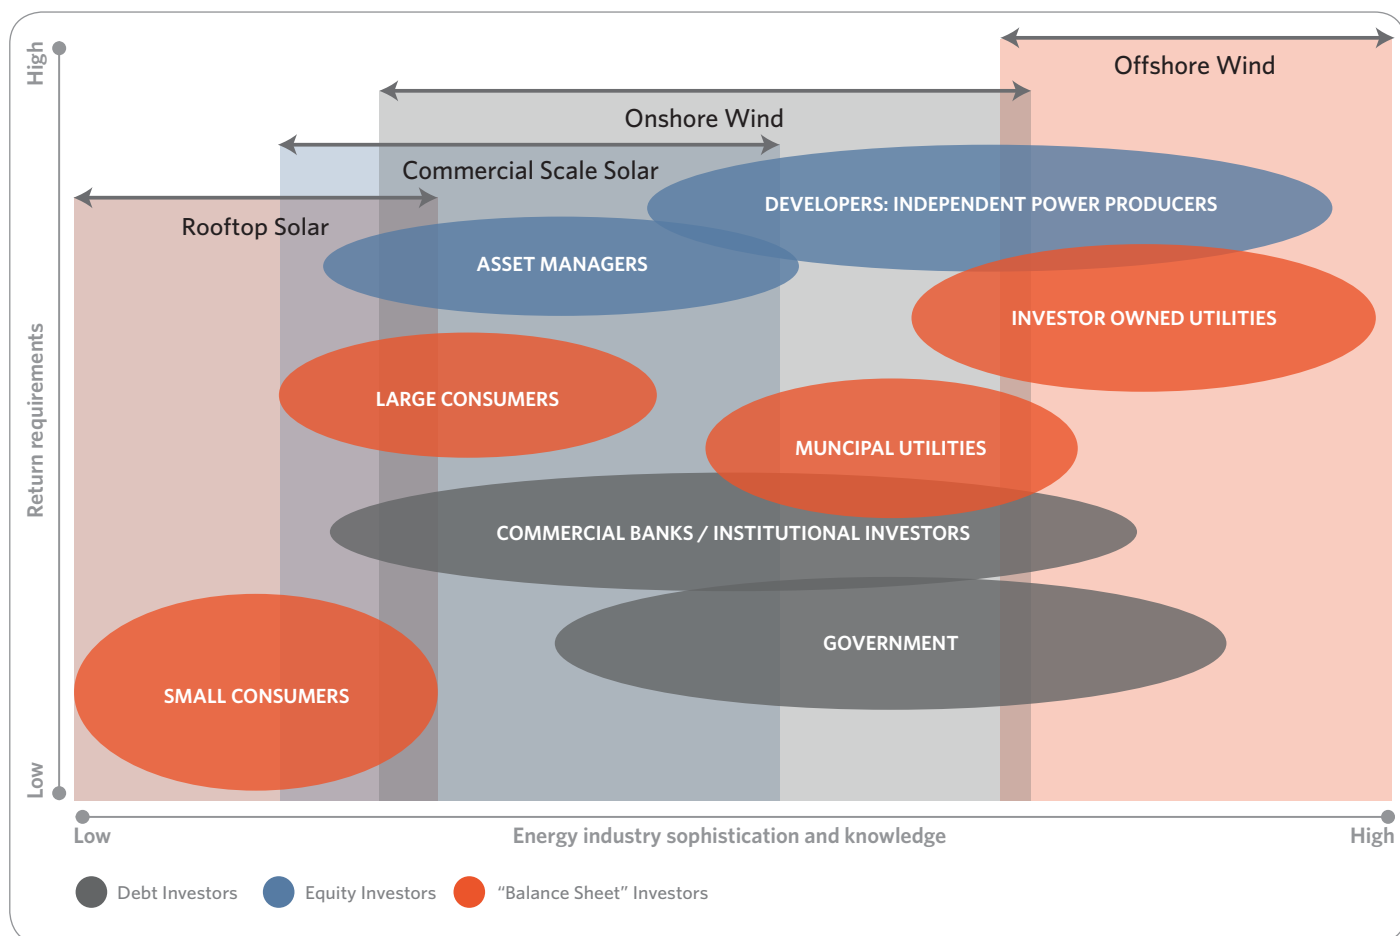 High
Offshore Wind
Onshore Wind
Commercial Scale Solar
Rooftop Solar
DEVELOPERS: INDEPENDENT POWER PRODUCERS
ASSET MANAGERS
INVESTOR OWNED UTILITIES
LARGE CONSUMERS
MUNCIPAL UTILITIES
Return requirements
COMMERCIAL BANKS / INSTITUTIONAL INVESTORS
GOVERNMENT
SMALL CONSUMERS
Low
Low
Energy industry sophistication and knowledge
High
Debt Investors
Equity Investors
“Balance Sheet” Investors